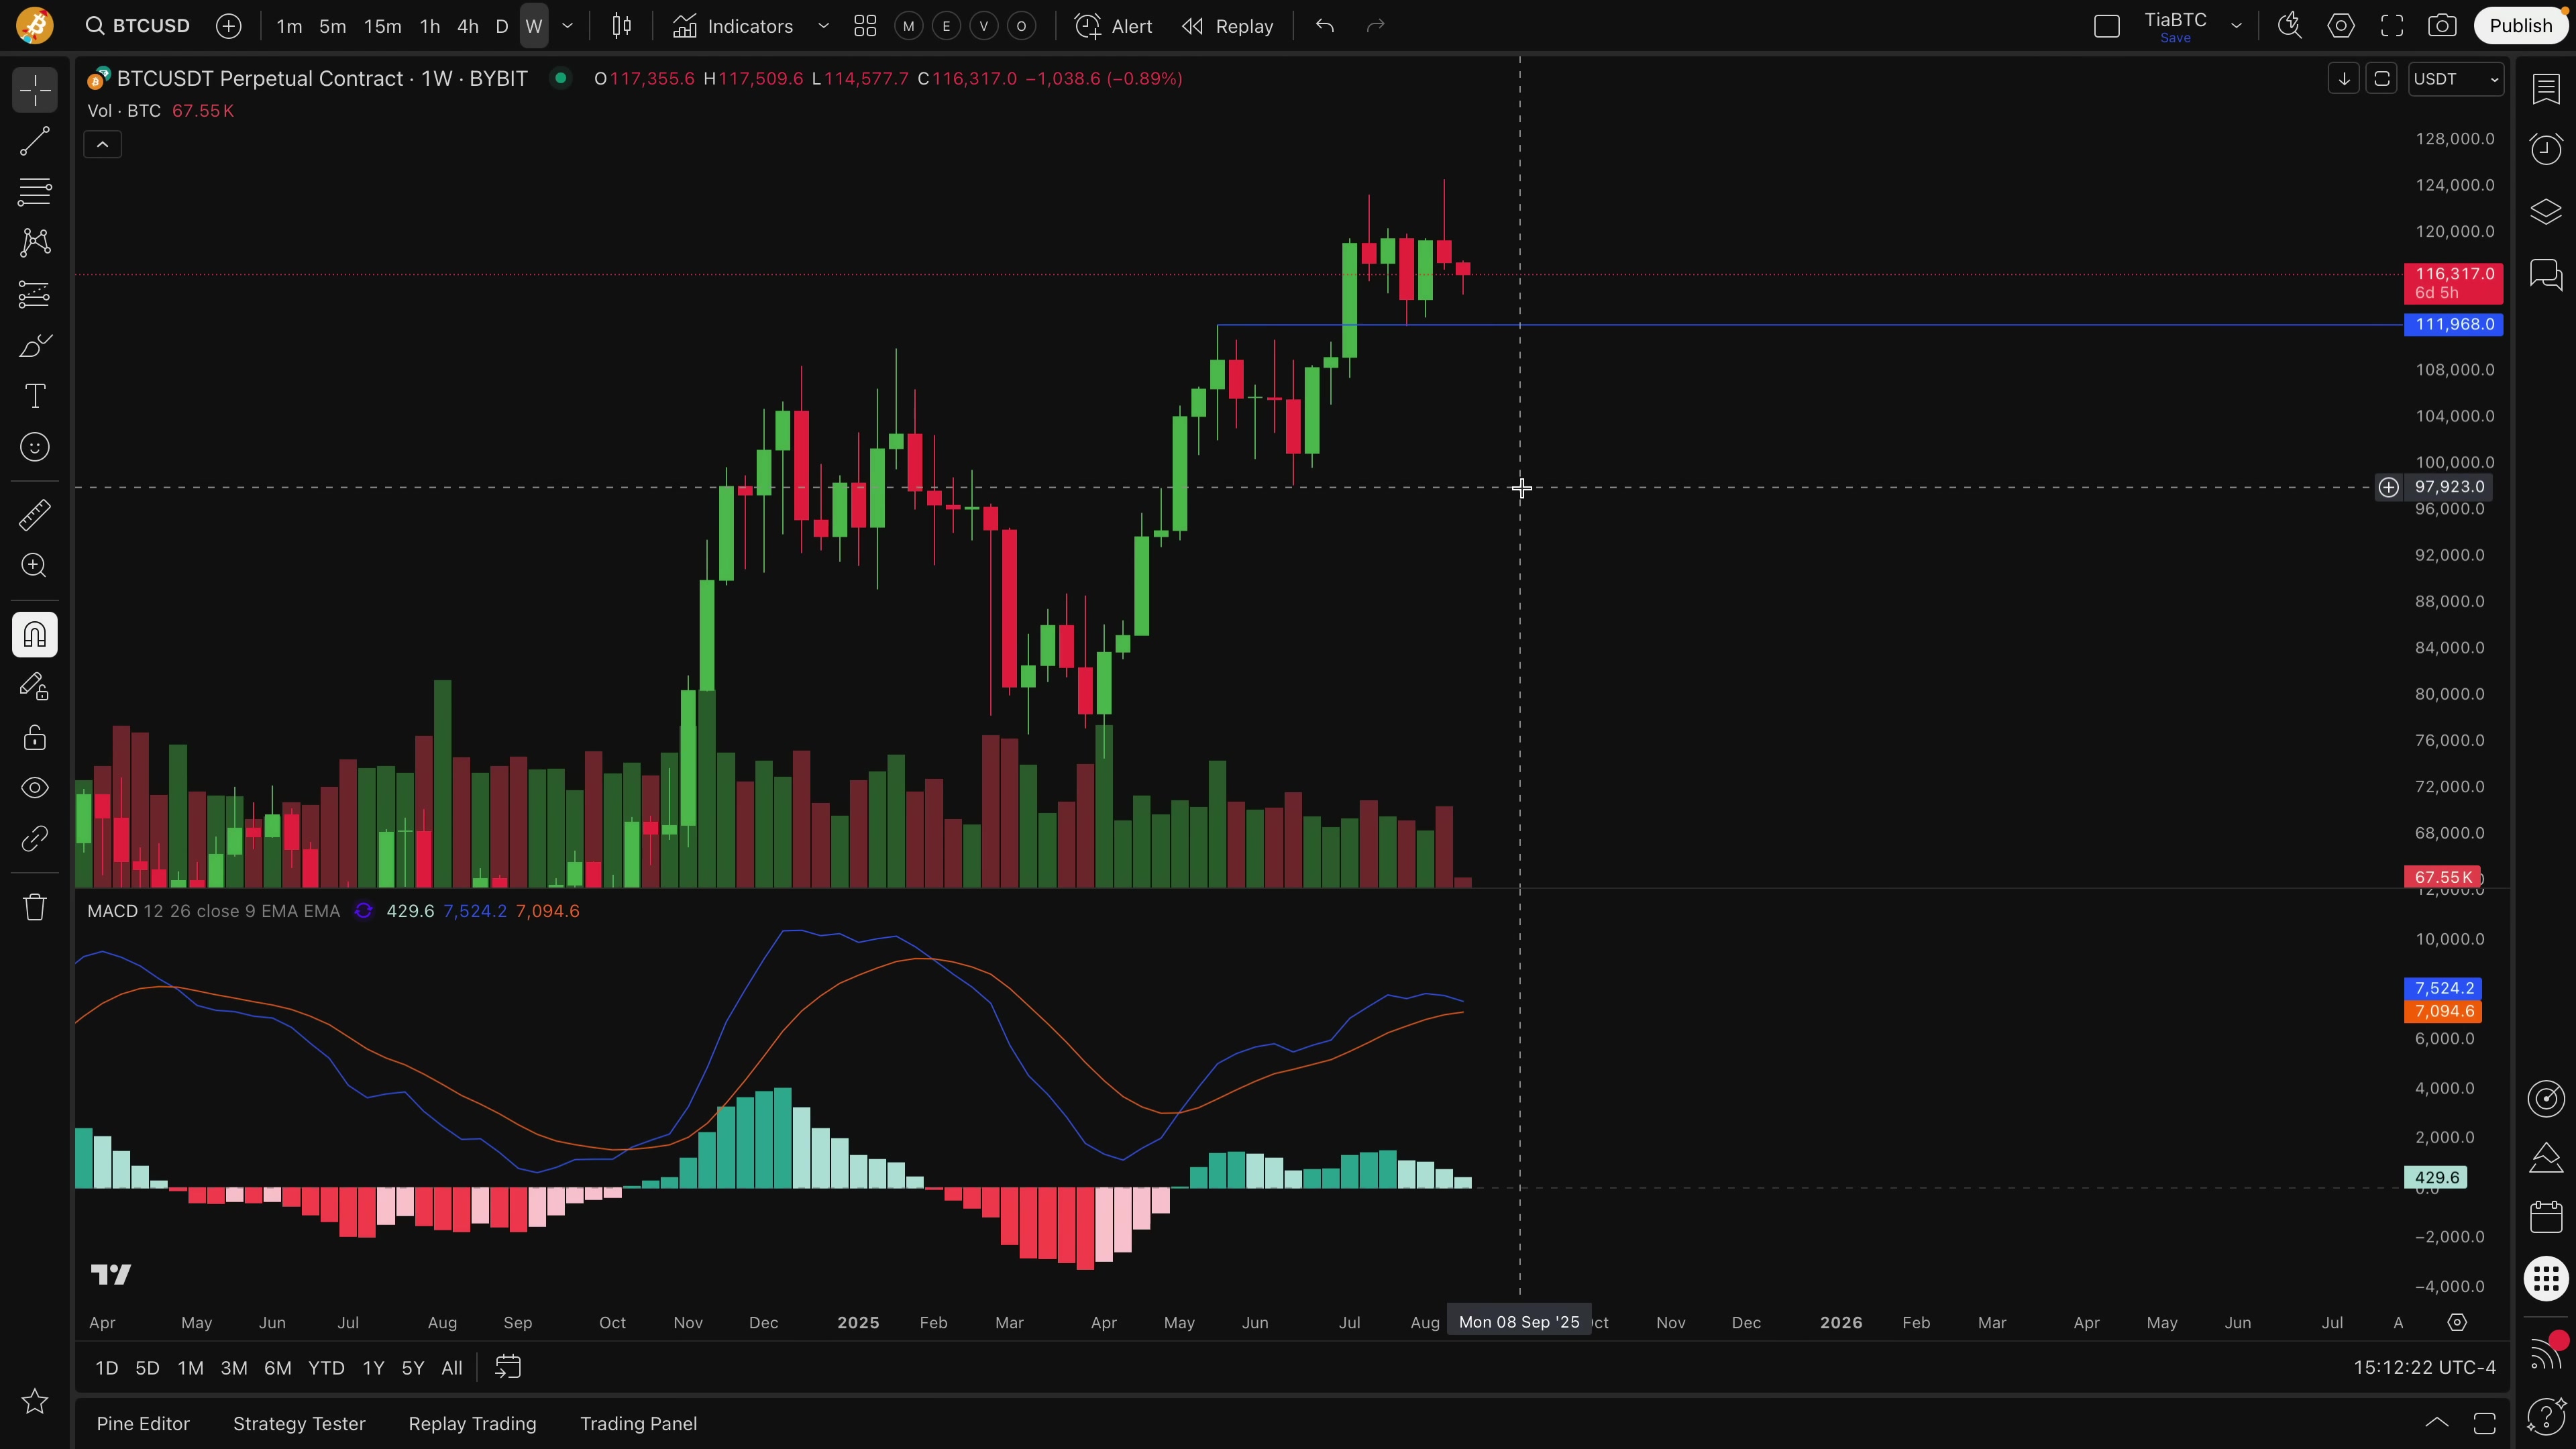 BTCUSD 1m 5m 15m 1h 4h D W Indicators M E V O Alert Replay TiaBTC Publish
Save
BTCUSDT Perpetual Contract · 1W · BYBIT O117,355.6 H117,509.6 L114,577.7 C116,317.0 −1,038.6 (−0.89%) USDT
Vol · BTC 67.55K
128,000.0
124,000.0
120,000.0
116,317.0
6d 5h
111,968.0
108,000.0
104,000.0
100,000.0
97,923.0
96,000.0
92,000.0
88,000.0
84,000.0
80,000.0
76,000.0
72,000.0
68,000.0
67.55K
12,000.0
MACD 12 26 close 9 EMA EMA 429.6 7,524.2 7,094.6
10,000.0
7,524.2
7,094.6
6,000.0
4,000.0
2,000.0
429.6
0.0
−2,000.0
−4,000.0
Apr May Jun Jul Aug Sep Oct Nov Dec 2025 Feb Mar Apr May Jun Jul Aug Mon 08 Sep '25 ct Nov Dec 2026 Feb Mar Apr May Jun Jul A
1D 5D 1M 3M 6M YTD 1Y 5Y All 15:12:22 UTC-4
Pine Editor Strategy Tester Replay Trading Trading Panel